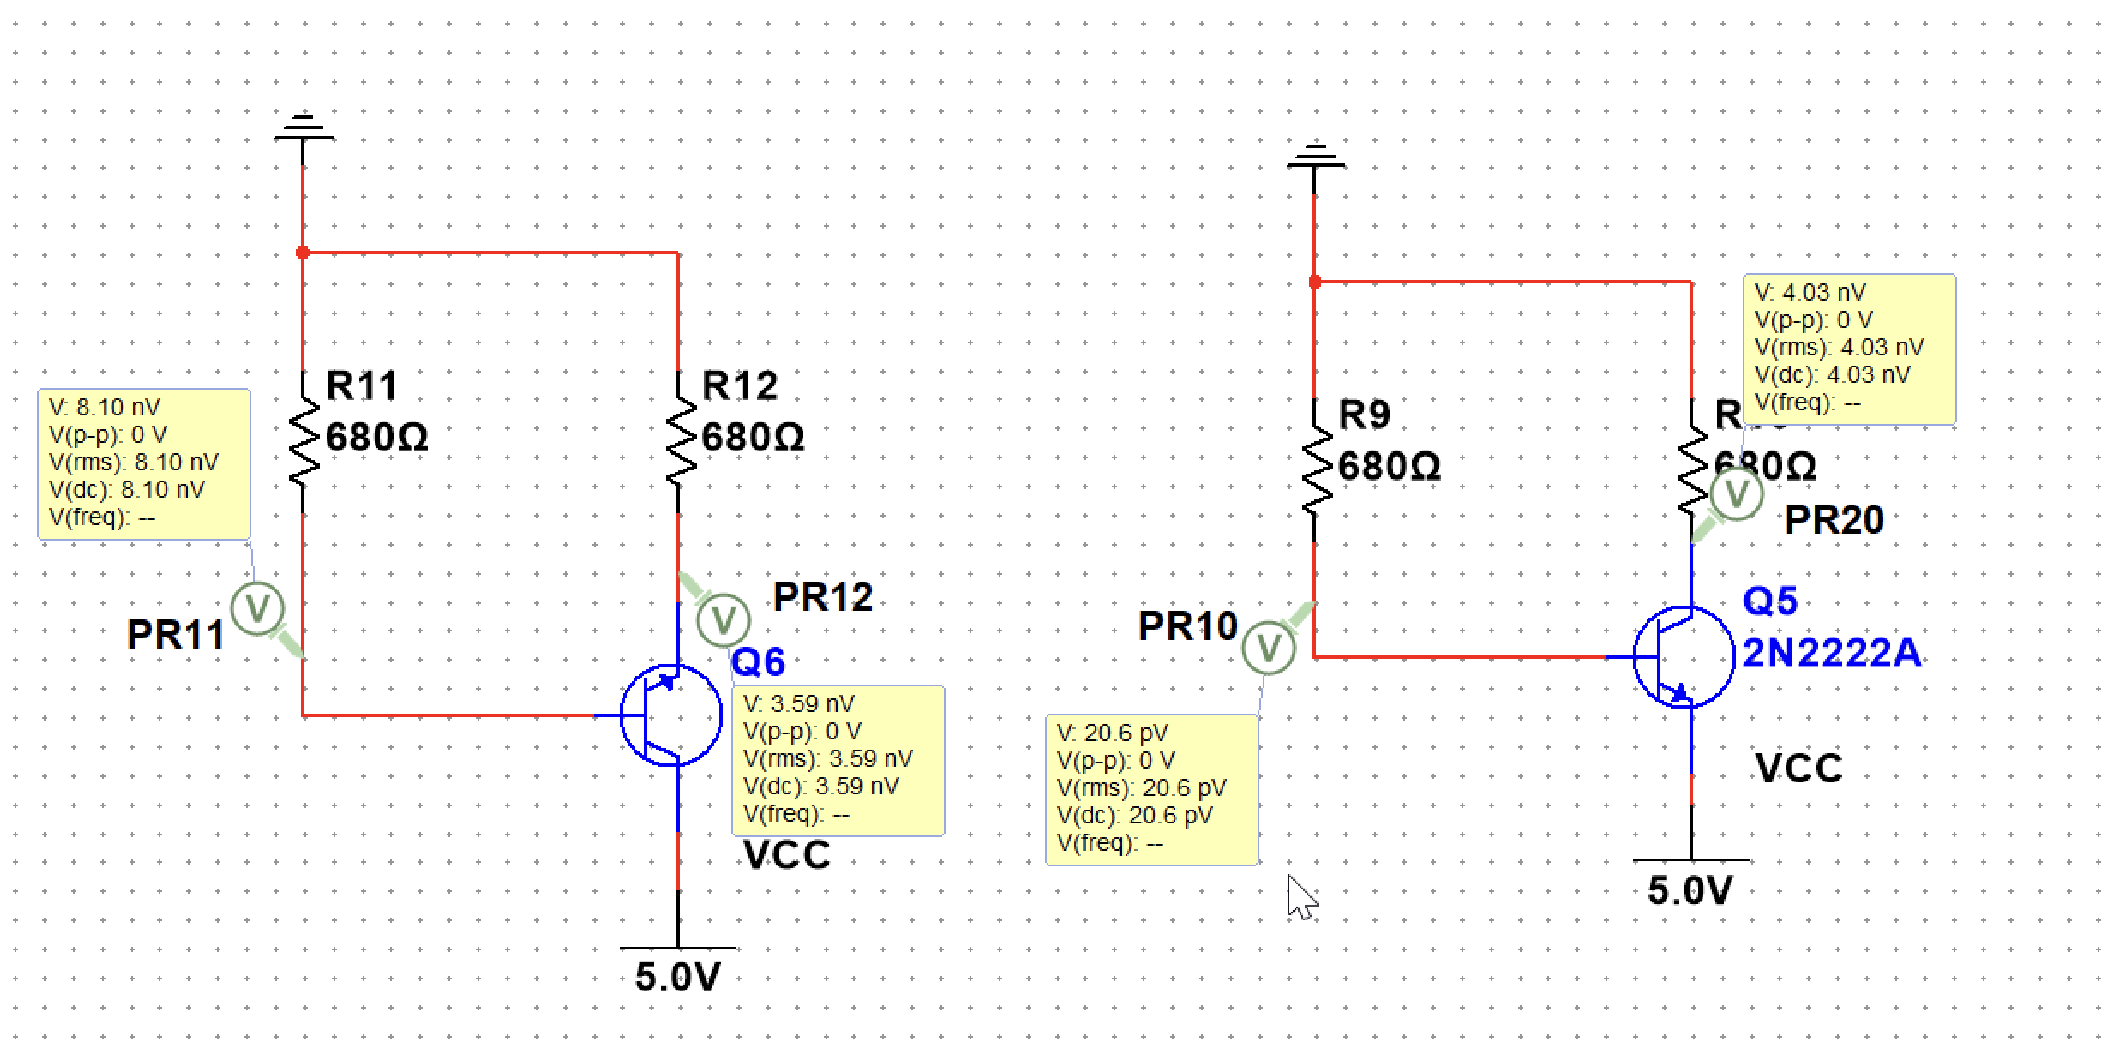 R11
680Ω
R12
680Ω
V: 8.10 nV
V(p-p): 0 V
V(rms): 8.10 nV
V(dc): 8.10 nV
V(freq): --
V
PR11
PR12
V
Q6
V: 3.59 nV
V(p-p): 0 V
V(rms): 3.59 nV
V(dc): 3.59 nV
V(freq): --
VCC
5.0V
V: 4.03 nV
V(p-p): 0 V
V(rms): 4.03 nV
V(dc): 4.03 nV
V(freq): --
R9
680Ω
680Ω
V
PR20
PR10
V
Q5
2N2222A
V: 20.6 pV
V(p-p): 0 V
V(rms): 20.6 pV
V(dc): 20.6 pV
V(freq): --
VCC
5.0V